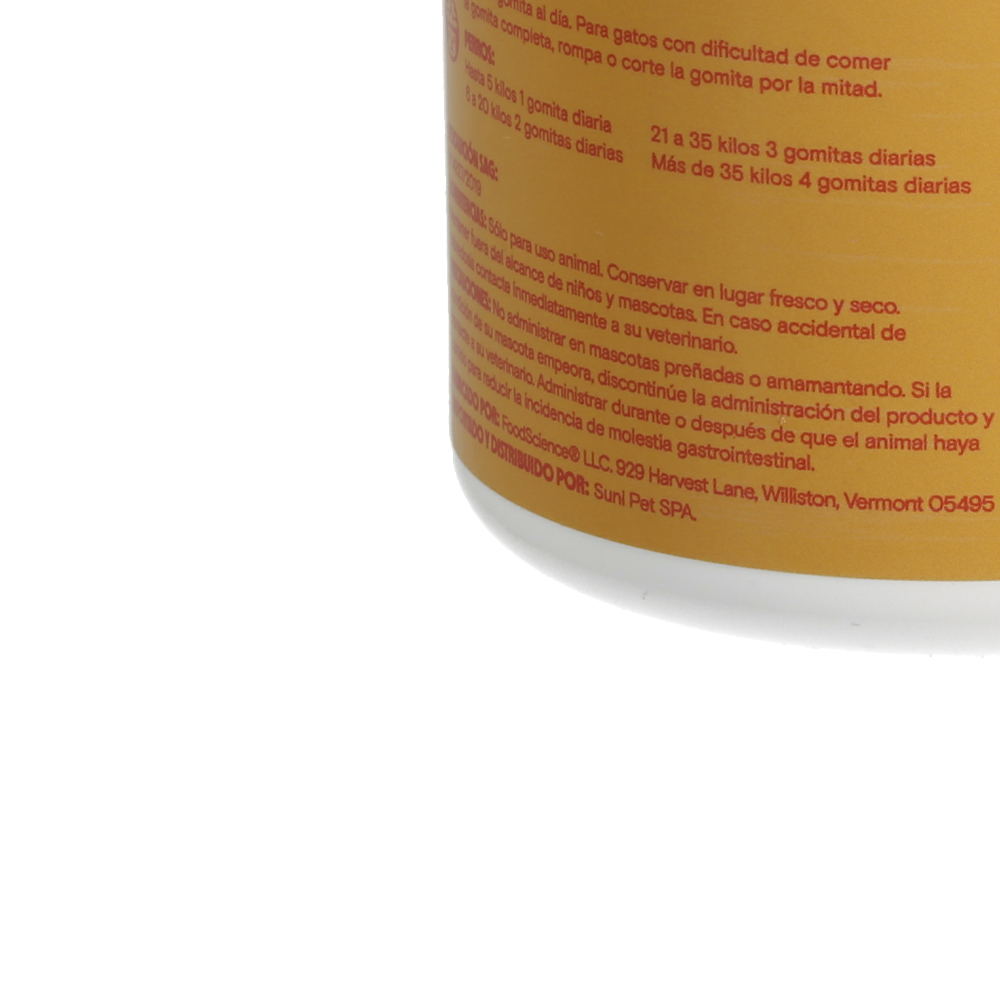 gomita al día. Para gatos con dificultad de comer
gomita completa, rompa o corte la gomita por la mitad.
PERROS:
Hasta 5 kilos 1 gomita diaria
6 a 20 kilos 2 gomitas diarias
21 a 35 kilos 3 gomitas diarias
Más de 35 kilos 4 gomitas diarias
SAG:
Sólo para uso animal. Conservar en lugar fresco y seco.
fuera del alcance de niños y mascotas. En caso accidental de
contacte inmediatamente a su veterinario.
No administrar en mascotas preñadas o amamantando. Si la
de su mascota empeora, discontinúe la administración del producto y
a su veterinario. Administrar durante o después de que el animal haya
para reducir la incidencia de molestia gastrointestinal.
POR: FoodScience® LLC. 929 Harvest Lane, Williston, Vermont 05495
Y DISTRIBUIDO POR: Suni Pet SPA.